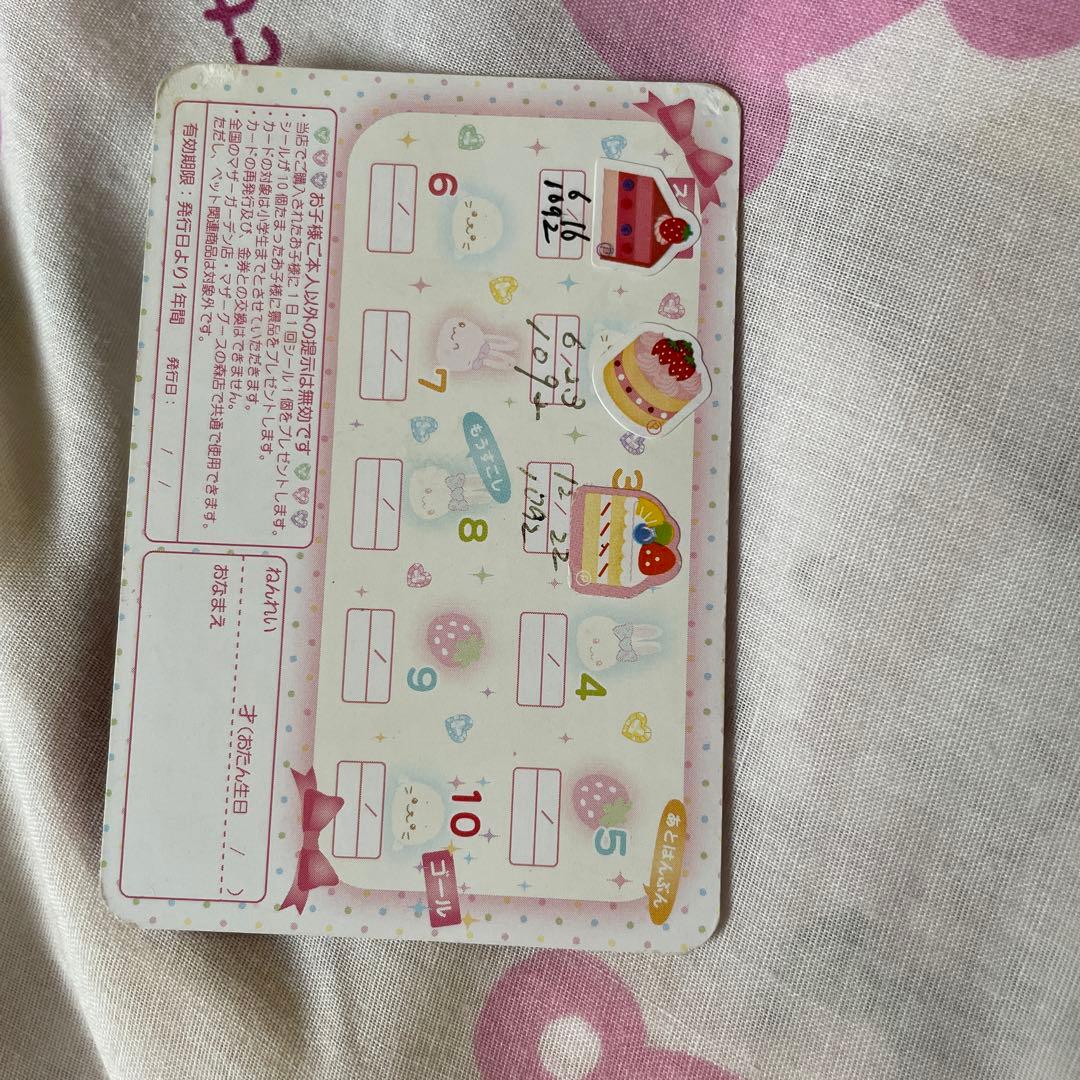 6/16
1092
6/23
1092
3
12/22
1092
4
/
5
/
あとはんぶん
6
/
7
/
もうすこし
8
/
9
/
10
/
ゴール
お子様ご本人以外の提示は無効です
・当店でご購入されたお子様に1日1回シール1個をプレゼントします。
・シールが10個たまったお子様に景品をプレゼントします。
・カードの対象は小学生までとさせていただきます。
・カードの再発行及び、金券との交換はできません。
・全国のマザーガーデン店・マザーグースの森店で共通で使用できます。
ただし、ペット関連商品は対象外です。
有効期限：発行日より1年間 発行日： / /
ねんれい
才(おたん生日 / )
おなまえ